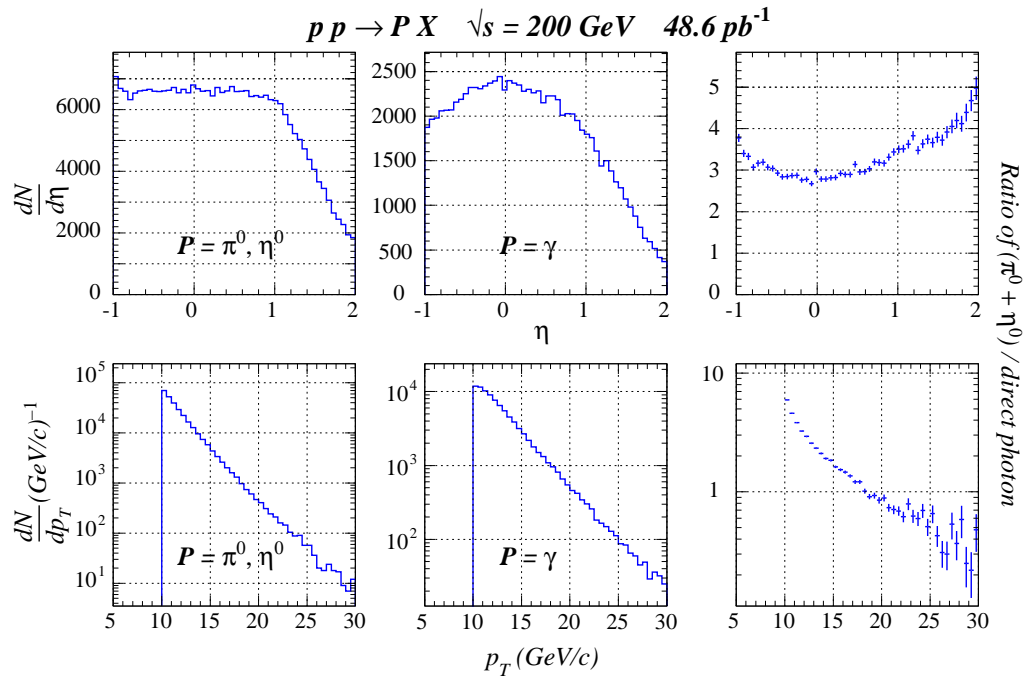 p p → P X √s = 200 GeV 48.6 pb⁻¹
dN/dη
6000
4000
2000
0
P = π⁰, η⁰
-1 0 1 2
2500
2000
1500
1000
500
0
P = γ
-1 0 1 2
η
5
4
3
2
1
0
-1 0 1 2
Ratio of (π⁰ + η⁰) / direct photon
dN/dp_T (GeV/c)⁻¹
10⁵
10⁴
10³
10²
10¹
P = π⁰, η⁰
5 10 15 20 25 30
10⁴
10³
10²
P = γ
5 10 15 20 25 30
p_T (GeV/c)
10
1
5 10 15 20 25 30